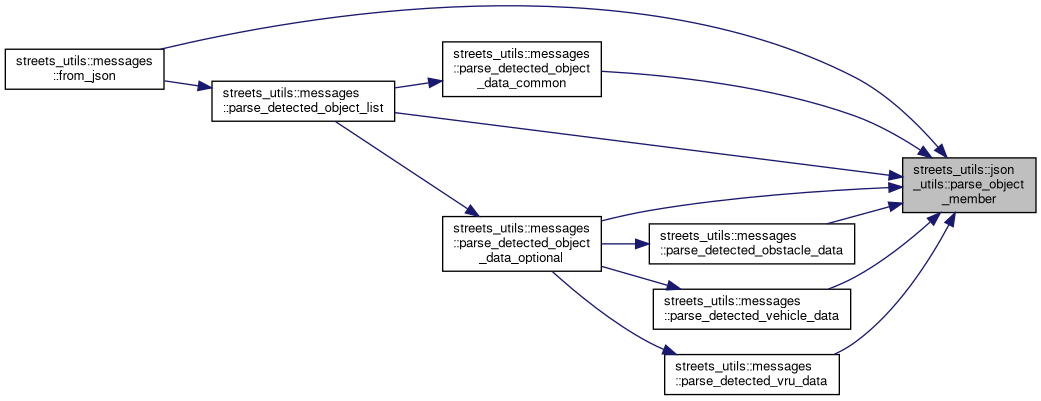 streets_utils::messages
::from_json
streets_utils::messages
::parse_detected_object_list
streets_utils::messages
::parse_detected_object
_data_common
streets_utils::json
_utils::parse_object
_member
streets_utils::messages
::parse_detected_object
_data_optional
streets_utils::messages
::parse_detected_obstacle_data
streets_utils::messages
::parse_detected_vehicle_data
streets_utils::messages
::parse_detected_vru_data